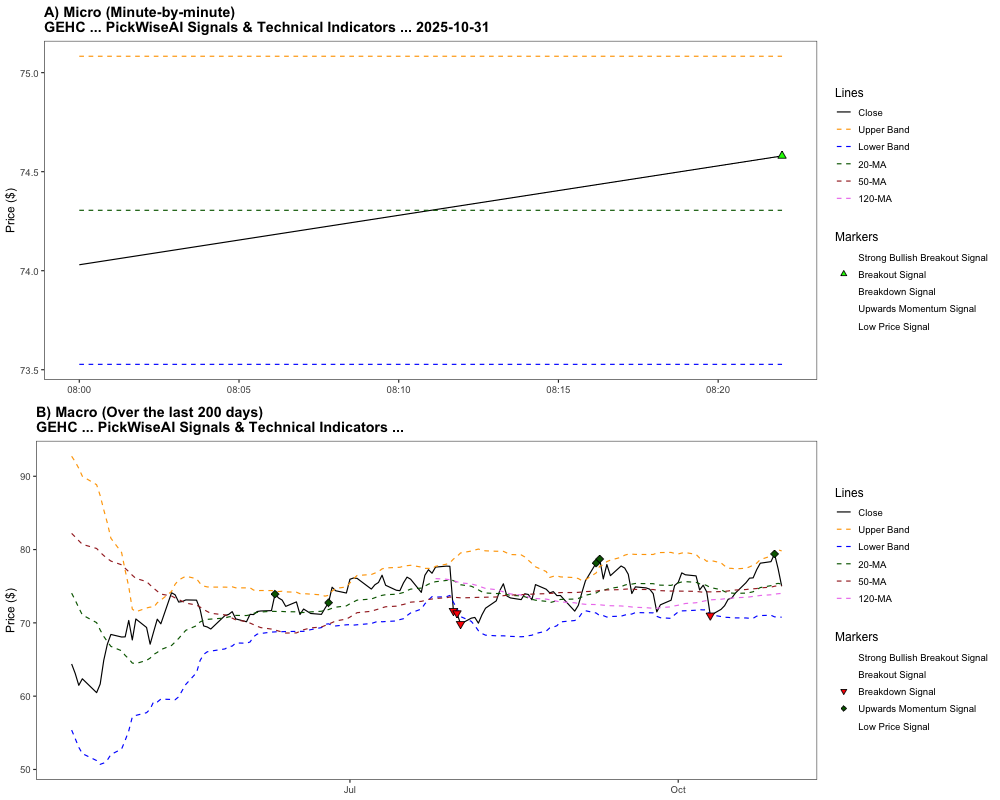 A) Micro (Minute-by-minute)
GEHC ... PickWiseAI Signals & Technical Indicators ... 2025-10-31
Price ($)
75.0
74.5
74.0
73.5
08:00
08:05
08:10
08:15
08:20
Lines
Close
Upper Band
Lower Band
20-MA
50-MA
120-MA
Markers
Strong Bullish Breakout Signal
Breakout Signal
Breakdown Signal
Upwards Momentum Signal
Low Price Signal
B) Macro (Over the last 200 days)
GEHC ... PickWiseAI Signals & Technical Indicators ...
Price ($)
90
80
70
60
50
Jul
Oct
Lines
Close
Upper Band
Lower Band
20-MA
50-MA
120-MA
Markers
Strong Bullish Breakout Signal
Breakout Signal
Breakdown Signal
Upwards Momentum Signal
Low Price Signal